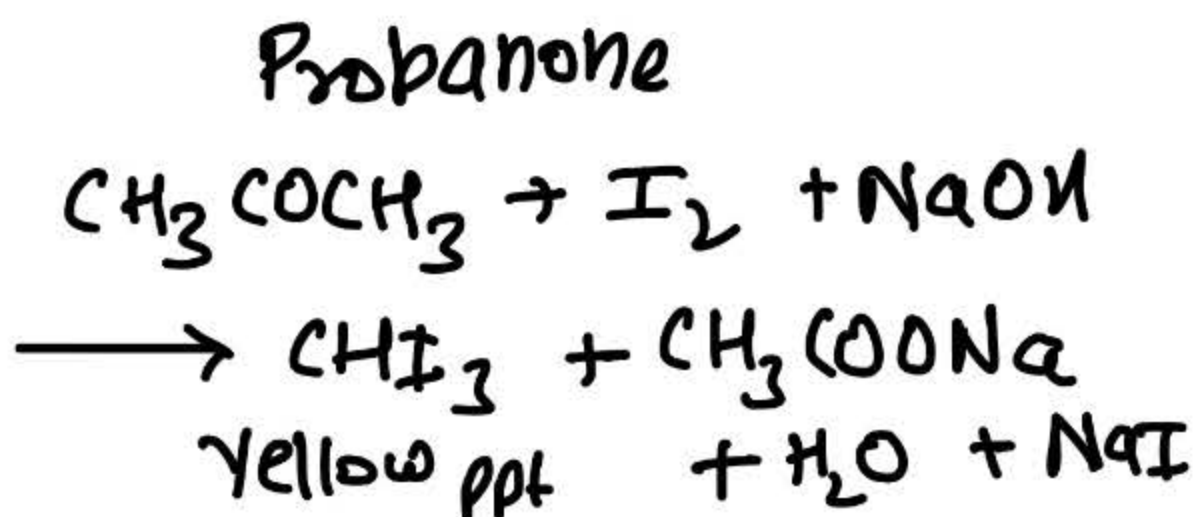 Probanone
CH₃COCH₃ + I₂ + NaOH
⟶ CHI₃ + CH₃COONa
Yellow ppt + H₂O + NaI